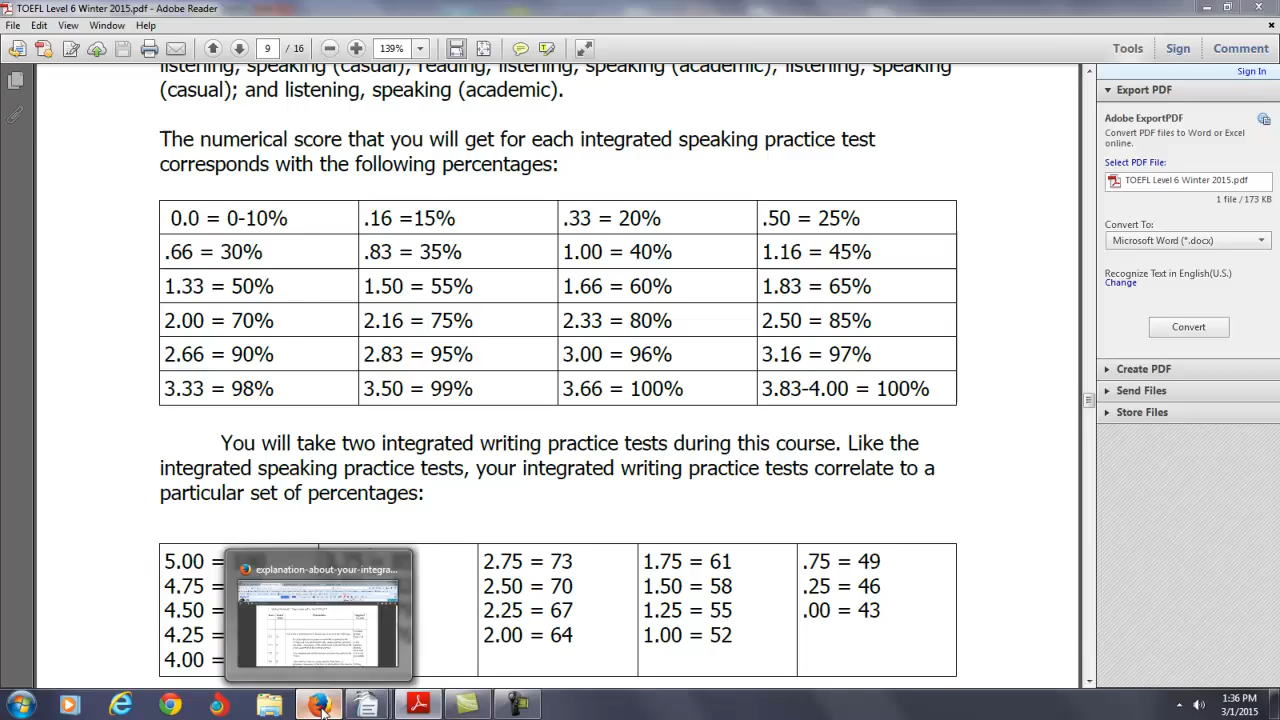 TOEFL Level 6 Winter 2015.pdf - Adobe Reader
File Edit View Window Help
9 / 16 139% Tools Sign Comment
Sign In
listening, speaking (casual); reading, listening, speaking (academic); listening, speaking
(casual); and listening, speaking (academic).
The numerical score that you will get for each integrated speaking practice test
corresponds with the following percentages:
0.0 = 0-10% .16 =15% .33 = 20% .50 = 25%
.66 = 30% .83 = 35% 1.00 = 40% 1.16 = 45%
1.33 = 50% 1.50 = 55% 1.66 = 60% 1.83 = 65%
2.00 = 70% 2.16 = 75% 2.33 = 80% 2.50 = 85%
2.66 = 90% 2.83 = 95% 3.00 = 96% 3.16 = 97%
3.33 = 98% 3.50 = 99% 3.66 = 100% 3.83-4.00 = 100%
You will take two integrated writing practice tests during this course. Like the
integrated speaking practice tests, your integrated writing practice tests correlate to a
particular set of percentages:
5.00 = 2.75 = 73 1.75 = 61 .75 = 49
4.75 = 2.50 = 70 1.50 = 58 .25 = 46
4.50 = 2.25 = 67 1.25 = 55 .00 = 43
4.25 = 2.00 = 64 1.00 = 52
4.00 =
explanation-about-your-integra...
Export PDF
Adobe ExportPDF
Convert PDF files to Word or Excel
online.
Select PDF File:
TOEFL Level 6 Winter 2015.pdf
1 file / 173 KB
Convert To:
Microsoft Word (*.docx)
Recognize Text in English(U.S.)
Change
Convert
Create PDF
Send Files
Store Files
1:36 PM
3/1/2015